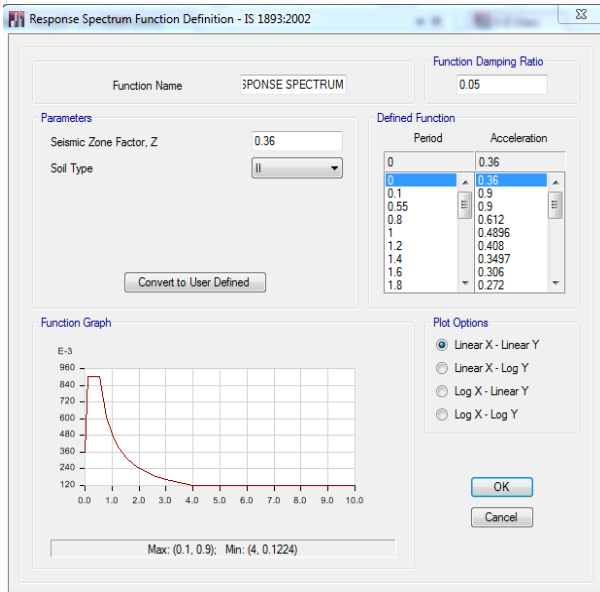 Response Spectrum Function Definition - IS 1893:2002
Function Name
SPONSE SPECTRUM
Function Damping Ratio
0.05
Parameters
Seismic Zone Factor, Z
0.36
Soil Type
II
Convert to User Defined
Defined Function
Period Acceleration
0 0.36
0 0.36
0.1 0.9
0.55 0.9
0.8 0.612
1 0.4896
1.2 0.408
1.4 0.3497
1.6 0.306
1.8 0.272
Function Graph
E-3
960
840
720
600
480
360
240
120
0.0 1.0 2.0 3.0 4.0 5.0 6.0 7.0 8.0 9.0 10.0
Max: (0.1, 0.9); Min: (4, 0.1224)
Plot Options
Linear X - Linear Y
Linear X - Log Y
Log X - Linear Y
Log X - Log Y
OK
Cancel